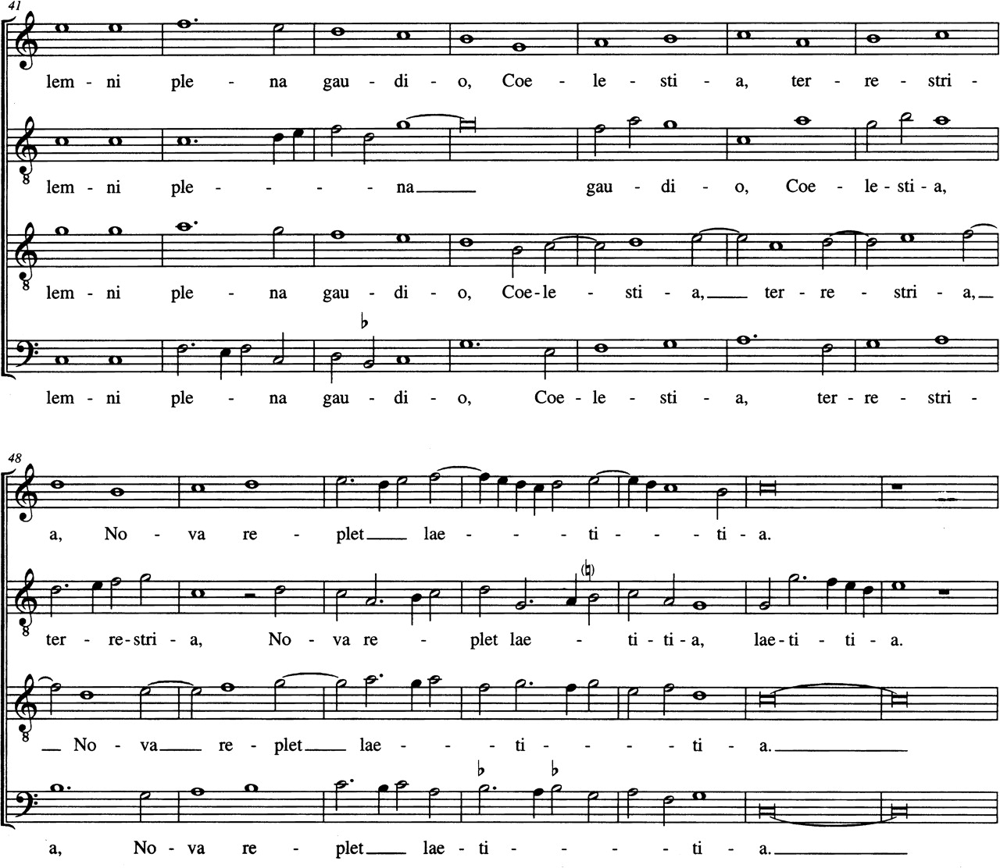 41
lem - ni ple - na gau - di - o, Coe - le - sti - a, ter - re - stri -
8
lem - ni ple - - - - na gau - di - o, Coe - le - sti - a,
8
lem - ni ple - na gau - di - o, Coe - le - sti - a, ter - re - stri - a,
lem - ni ple - na gau - di - o, Coe - le - sti - a, ter - re - stri -
48
a, No - va re - plet lae - - - ti - - - ti - a.
8
ter - re - stri - a, No - va re - plet lae - - ti - ti - a, lae - ti - ti - a.
8
No - va re - plet lae - - - ti - - - - ti - a.
a, No - va re - plet lae - ti - - - - ti - a.